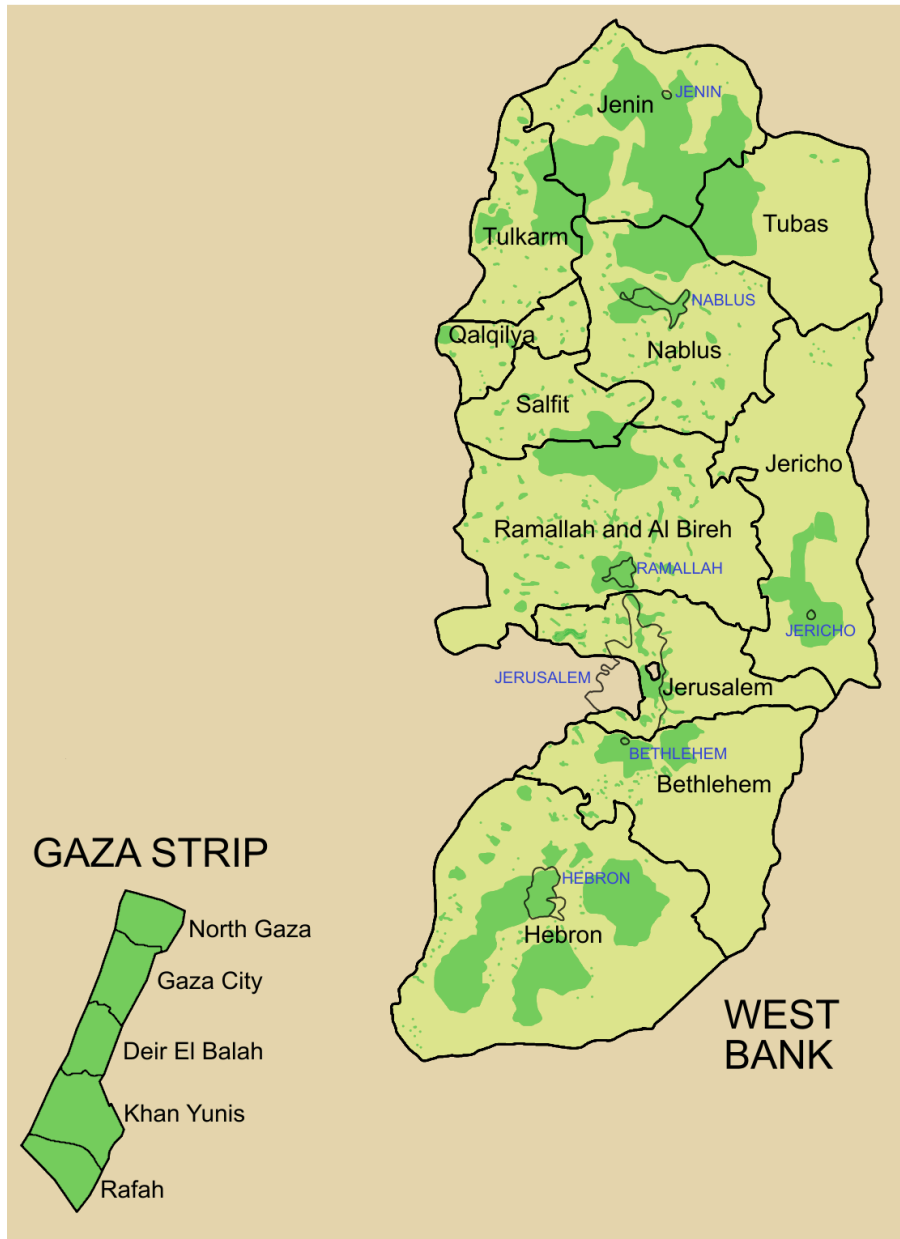 Jenin
JENIN
Tubas
Tulkarm
NABLUS
Qalqilya
Nablus
Salfit
Jericho
Ramallah and Al Bireh
RAMALLAH
JERICHO
JERUSALEM
Jerusalem
BETHLEHEM
Bethlehem
GAZA STRIP
HEBRON
Hebron
North Gaza
Gaza City
WEST
BANK
Deir El Balah
Khan Yunis
Rafah